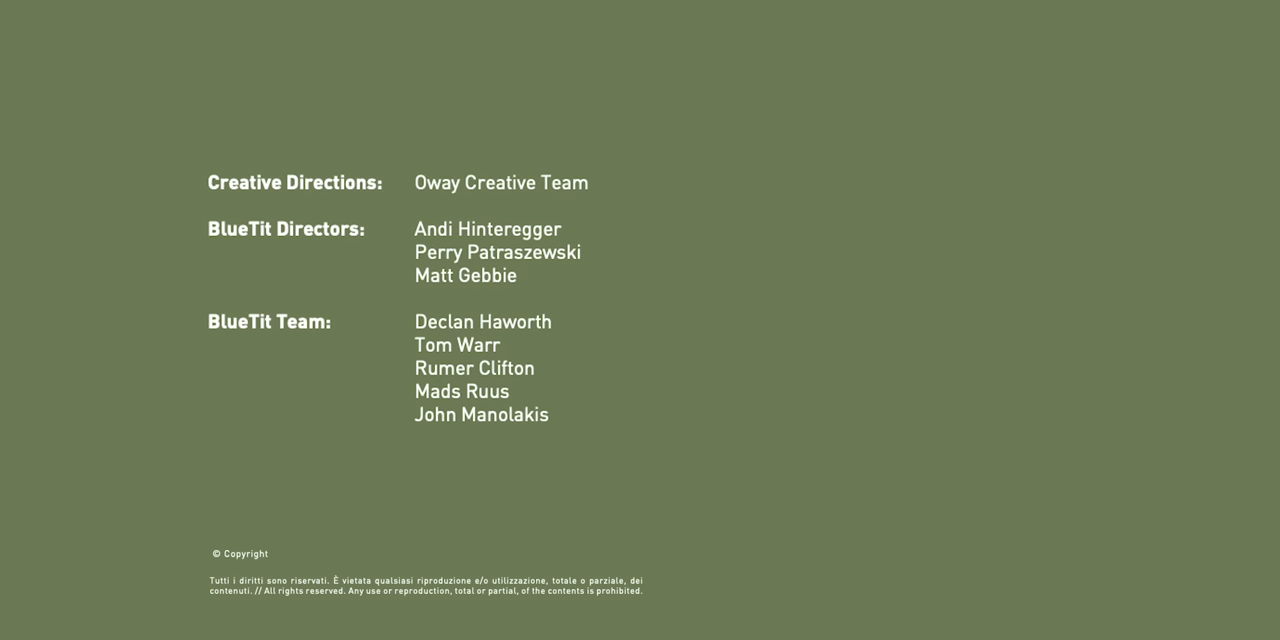 Creative Directions: Oway Creative Team
BlueTit Directors: Andi Hinteregger
Perry Patraszewski
Matt Gebbie
BlueTit Team: Declan Haworth
Tom Warr
Rumer Clifton
Mads Ruus
John Manolakis
© Copyright
Tutti i diritti sono riservati. È vietata qualsiasi riproduzione e/o utilizzazione, totale o parziale, dei
contenuti. // All rights reserved. Any use or reproduction, total or partial, of the contents is prohibited.